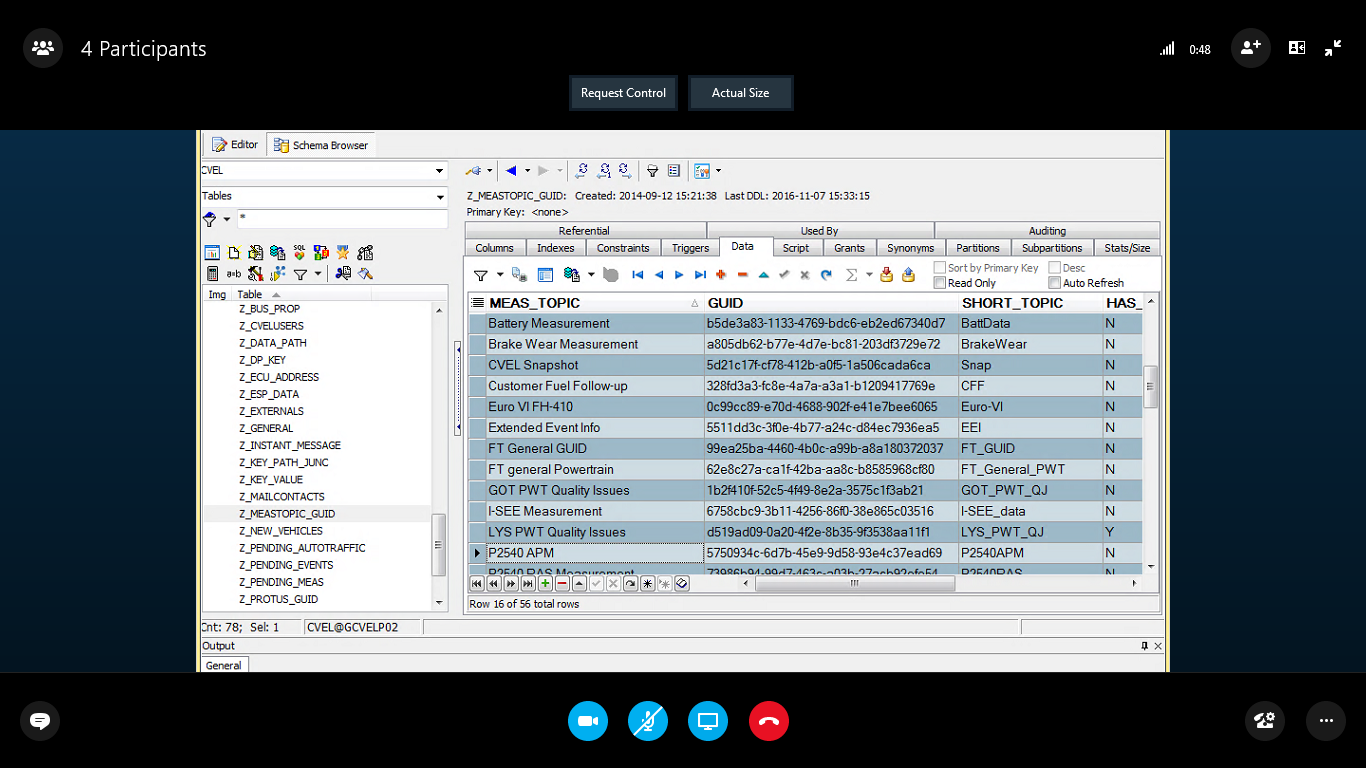 4 Participants
0:48
Request Control
Actual Size
Editor
Schema Browser
CVEL
Tables
*
SQL
a=b
Img Table
Z_BUS_PROP
Z_CVELUSERS
Z_DATA_PATH
Z_DP_KEY
Z_ECU_ADDRESS
Z_ESP_DATA
Z_EXTERNALS
Z_GENERAL
Z_INSTANT_MESSAGE
Z_KEY_PATH_JUNC
Z_KEY_VALUE
Z_MAILCONTACTS
Z_MEASTOPIC_GUID
Z_NEW_VEHICLES
Z_PENDING_AUTOTRAFFIC
Z_PENDING_EVENTS
Z_PENDING_MEAS
Z_PROTUS_GUID
Cnt: 78; Sel: 1
CVEL@GCVELP02
Z_MEASTOPIC_GUID: Created: 2014-09-12 15:21:38 Last DDL: 2016-11-07 15:33:15
Primary Key: <none>
Referential Used By Auditing
Columns Indexes Constraints Triggers Data Script Grants Synonyms Partitions Subpartitions Stats/Size
Sort by Primary Key Desc
Read Only Auto Refresh
MEAS_TOPIC GUID SHORT_TOPIC HAS_
Battery Measurement b5de3a83-1133-4769-bdc6-eb2ed67340d7 BattData N
Brake Wear Measurement a805db62-b77e-4d7e-bc81-203df3729e72 BrakeWear N
CVEL Snapshot 5d21c17f-cf78-412b-a0f5-1a506cada6ca Snap N
Customer Fuel Follow-up 328fd3a3-fc8e-4a7a-a3a1-b1209417769e CFF N
Euro VI FH-410 0c99cc89-e70d-4688-902f-e41e7bee6065 Euro-VI N
Extended Event Info 5511dd3c-3f0e-4b77-a24c-d84ec7936ea5 EEI N
FT General GUID 99ea25ba-4460-4b0c-a99b-a8a180372037 FT_GUID N
FT general Powertrain 62e8c27a-ca1f-42ba-aa8c-b8585968cf80 FT_General_PWT N
GOT PWT Quality Issues 1b2f410f-52c5-4f49-8e2a-3575c1f3ab21 GOT_PWT_QJ N
I-SEE Measurement 6758cbc9-3b11-4256-86f0-38e865c03516 I-SEE_data N
LYS PWT Quality Issues d519ad09-0a20-4f2e-8b35-9f3538aa11f1 LYS_PWT_QJ Y
P2540 APM 5750934c-6d7b-45e9-9d58-93e4c37ead69 P2540APM N
P2540 RAS Measurement 73986b94-99d7-463c-a03b-27acb92efe54 P2540RAS N
Row 16 of 56 total rows
Output
General